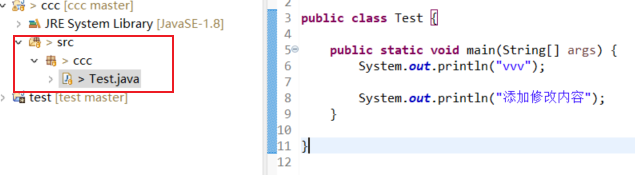 > ccc [ccc master]
JRE System Library [JavaSE-1.8]
> src
> ccc
> Test.java
test [test master]
2
3 public class Test {
4
5 public static void main(String[] args) {
6 System.out.println("vvv");
7
8 System.out.println("添加修改内容");
9 }
10
11 }
12